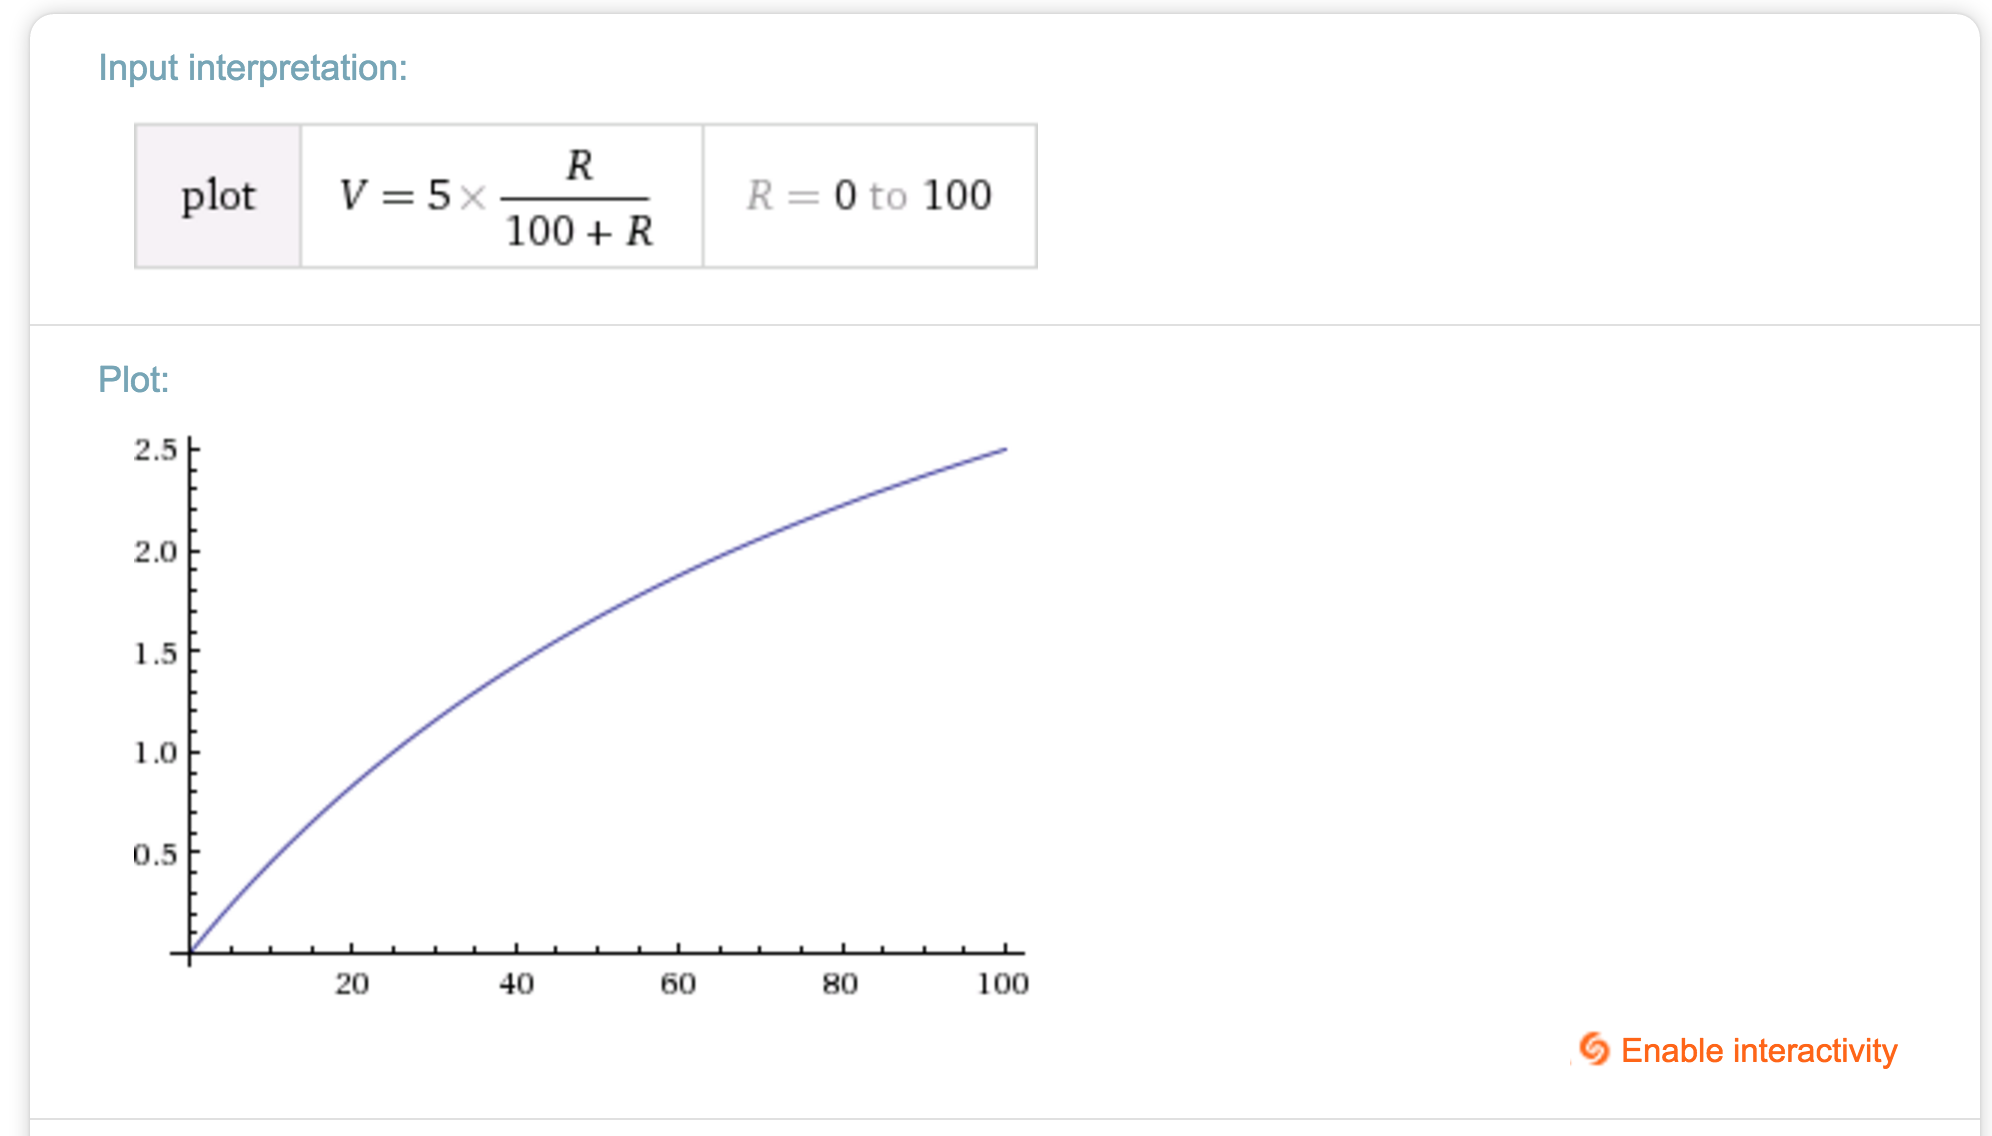 Input interpretation:
plot V = 5 × R / (100 + R) R = 0 to 100
Plot:
2.5
2.0
1.5
1.0
0.5
20 40 60 80 100
Enable interactivity